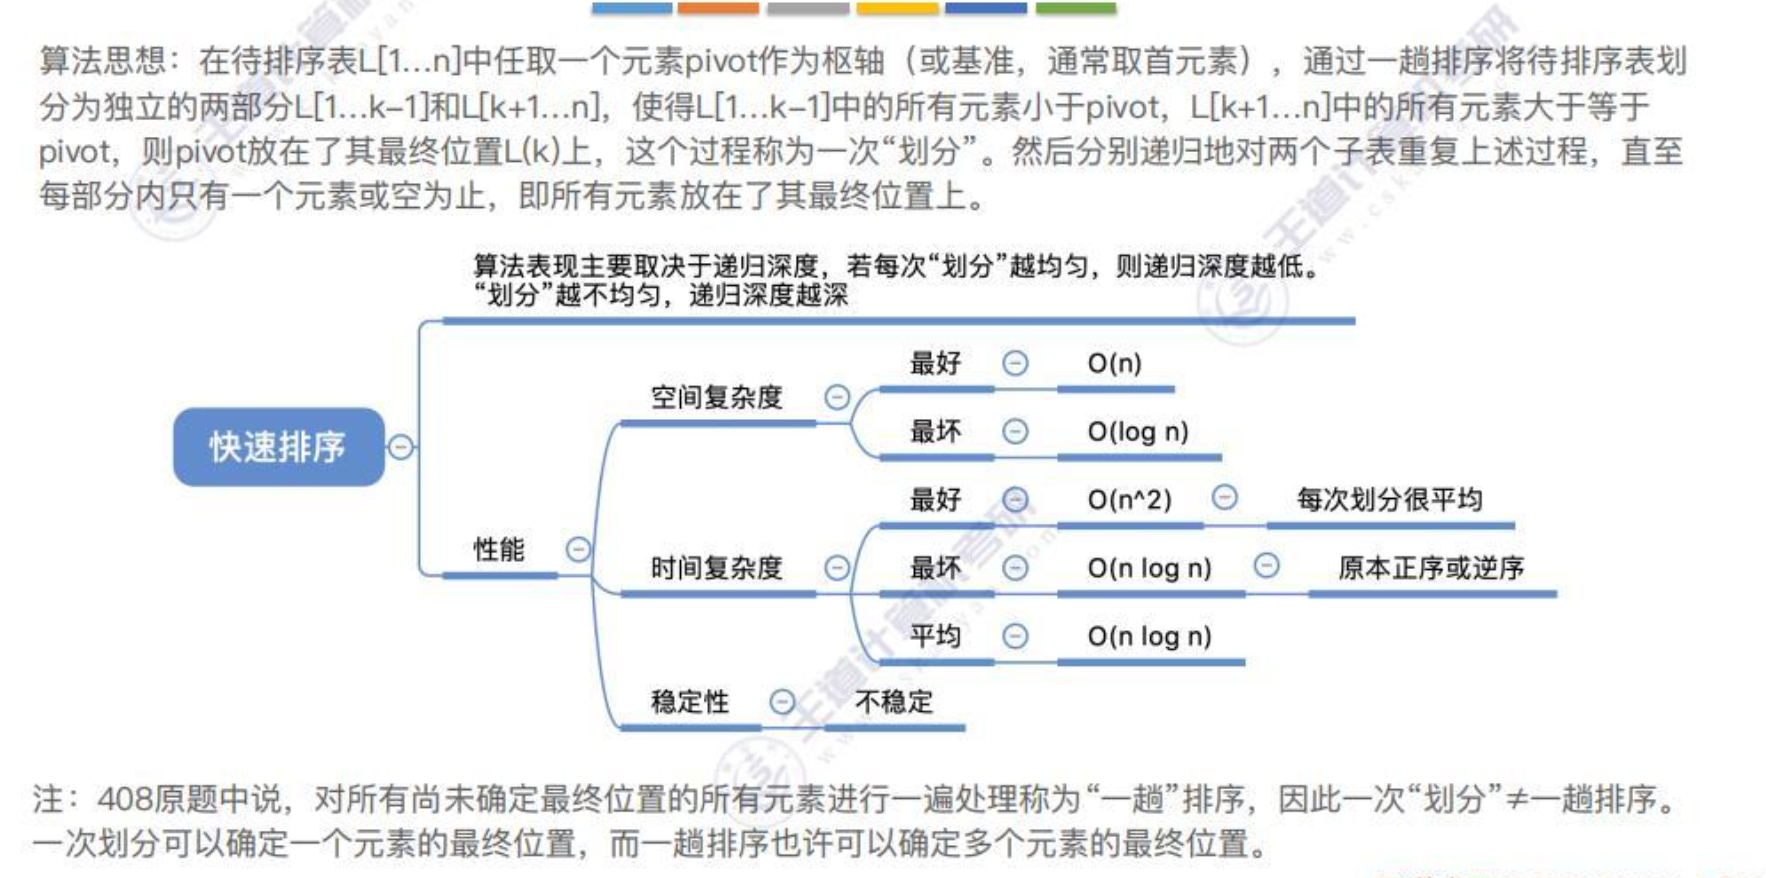 算法思想：在待排序表L[1…n]中任取一个元素pivot作为枢轴（或基准，通常取首元素），通过一趟排序将待排序表划
分为独立的两部分L[1…k−1]和L[k+1…n]，使得L[1…k−1]中的所有元素小于pivot，L[k+1…n]中的所有元素大于等于
pivot，则pivot放在了其最终位置L(k)上，这个过程称为一次“划分”。然后分别递归地对两个子表重复上述过程，直至
每部分内只有一个元素或空为止，即所有元素放在了其最终位置上。
算法表现主要取决于递归深度，若每次“划分”越均匀，则递归深度越低。
“划分”越不均匀，递归深度越深
快速排序
性能
空间复杂度
最好 O(n)
最坏 O(log n)
时间复杂度
最好 O(n^2) 每次划分很平均
最坏 O(n log n) 原本正序或逆序
平均 O(n log n)
稳定性 不稳定
注：408原题中说，对所有尚未确定最终位置的所有元素进行一遍处理称为“一趟”排序，因此一次“划分”≠一趟排序。
一次划分可以确定一个元素的最终位置，而一趟排序也许可以确定多个元素的最终位置。
王道计算机考研
王道计算机考研